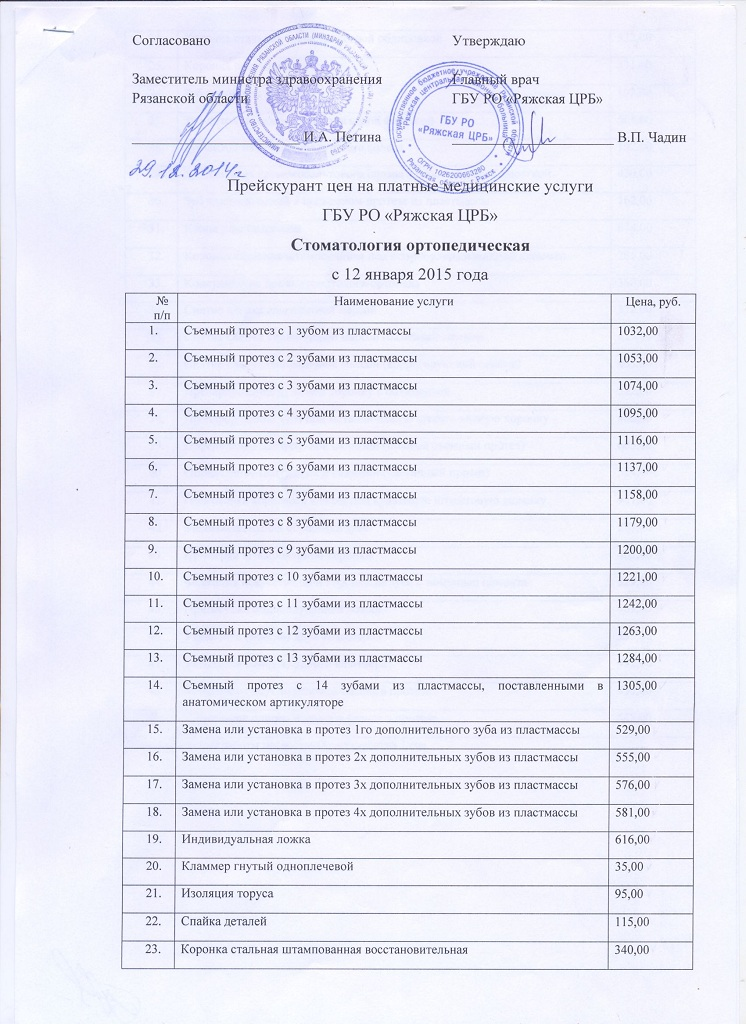 Согласовано Утверждаю
Заместитель министра здравоохранения Главный врач
Рязанской области ГБУ РО «Ряжская ЦРБ»
И.А. Петина В.П. Чадин
29.12.2014г
ГБУ РО
«Ряжская ЦРБ»
ОГРН 1026200663280
Прейскурант цен на платные медицинские услуги
ГБУ РО «Ряжская ЦРБ»
Стоматология ортопедическая
с 12 января 2015 года
№ п/п Наименование услуги Цена, руб.
1. Съемный протез с 1 зубом из пластмассы 1032,00
2. Съемный протез с 2 зубами из пластмассы 1053,00
3. Съемный протез с 3 зубами из пластмассы 1074,00
4. Съемный протез с 4 зубами из пластмассы 1095,00
5. Съемный протез с 5 зубами из пластмассы 1116,00
6. Съемный протез с 6 зубами из пластмассы 1137,00
7. Съемный протез с 7 зубами из пластмассы 1158,00
8. Съемный протез с 8 зубами из пластмассы 1179,00
9. Съемный протез с 9 зубами из пластмассы 1200,00
10. Съемный протез с 10 зубами из пластмассы 1221,00
11. Съемный протез с 11 зубами из пластмассы 1242,00
12. Съемный протез с 12 зубами из пластмассы 1263,00
13. Съемный протез с 13 зубами из пластмассы 1284,00
14. Съемный протез с 14 зубами из пластмассы, поставленными в 1305,00
анатомическом артикуляторе
15. Замена или установка в протез 1го дополнительного зуба из пластмассы 529,00
16. Замена или установка в протез 2х дополнительных зубов из пластмассы 555,00
17. Замена или установка в протез 3х дополнительных зубов из пластмассы 576,00
18. Замена или установка в протез 4х дополнительных зубов из пластмассы 581,00
19. Индивидуальная ложка 616,00
20. Кламмер гнутый одноплечевой 35,00
21. Изоляция торуса 95,00
22. Спайка деталей 115,00
23. Коронка стальная штампованная восстановительная 340,00